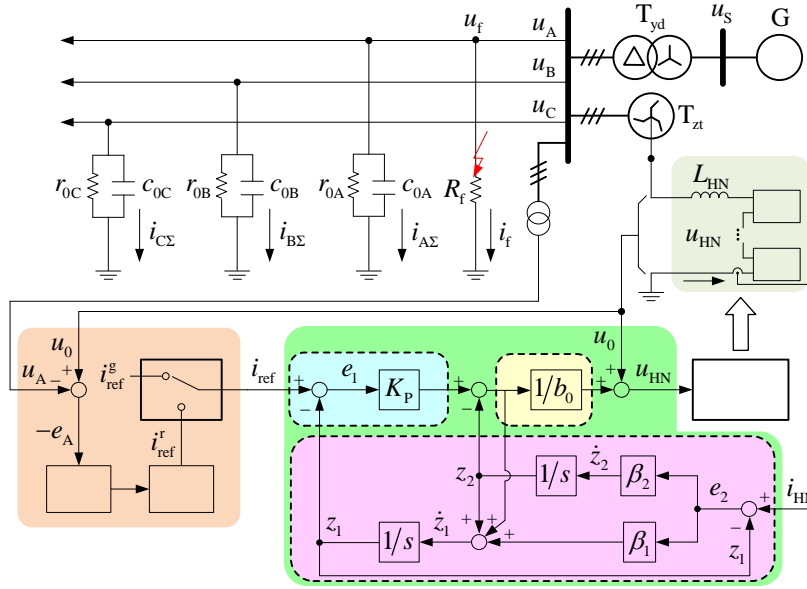 T_yd
u_S
G
u_f
u_A
u_B
u_C
T_zt
r_0C
c_0C
r_0B
c_0B
r_0A
c_0A
R_f
L_HN
i_CΣ
i_BΣ
i_AΣ
i_f
u_HN
u_0
u_A
+
−
i^g_ref
i_ref
+
−
e_1
K_P
+
−
1/b_0
+
+
u_0
u_HN
−e_A
i^r_ref
z_2
1/s
ż_2
β_2
e_2
i_HN
+
−
z_1
1/s
ż_1
+
+
+
β_1
z_1